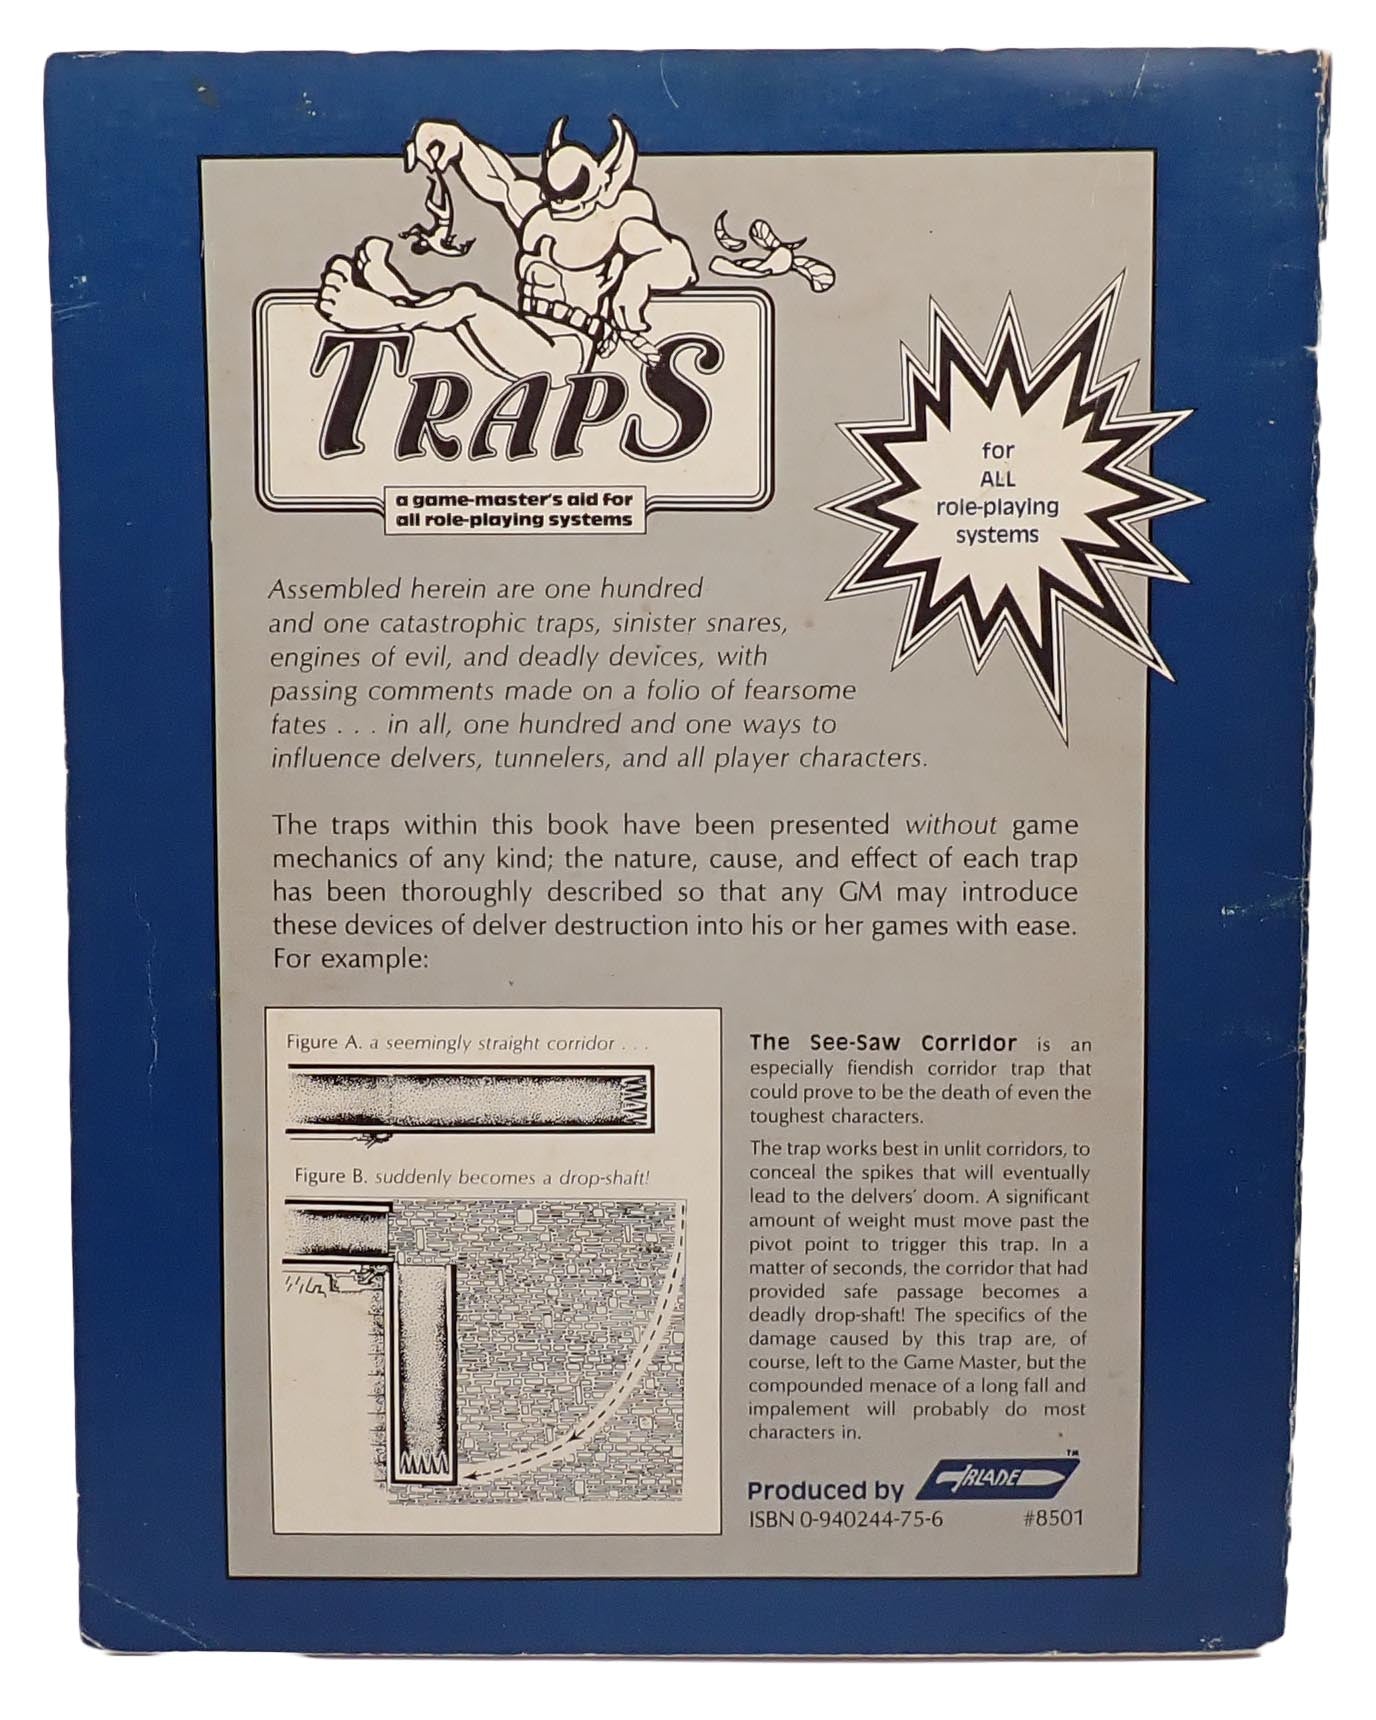 TRAPS
a game-master's aid for
all role-playing systems
for
ALL
role-playing
systems
Assembled herein are one hundred
and one catastrophic traps, sinister snares,
engines of evil, and deadly devices, with
passing comments made on a folio of fearsome
fates . . . in all, one hundred and one ways to
influence delvers, tunnelers, and all player characters.
The traps within this book have been presented without game
mechanics of any kind; the nature, cause, and effect of each trap
has been thoroughly described so that any GM may introduce
these devices of delver destruction into his or her games with ease.
For example:
Figure A. a seemingly straight corridor . . .
Figure B. suddenly becomes a drop-shaft!
The See-Saw Corridor is an
especially fiendish corridor trap that
could prove to be the death of even the
toughest characters.
The trap works best in unlit corridors, to
conceal the spikes that will eventually
lead to the delvers' doom. A significant
amount of weight must move past the
pivot point to trigger this trap. In a
matter of seconds, the corridor that had
provided safe passage becomes a
deadly drop-shaft! The specifics of the
damage caused by this trap are, of
course, left to the Game Master, but the
compounded menace of a long fall and
impalement will probably do most
characters in.
Produced by BLADE TM
ISBN 0-940244-75-6 #8501